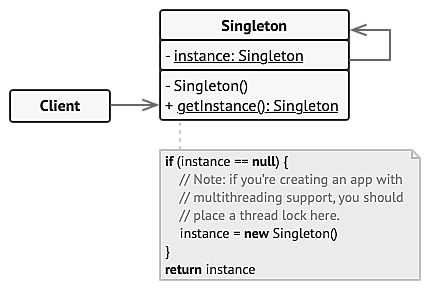 Singleton
- instance: Singleton
- Singleton()
+ getInstance(): Singleton
Client
if (instance == null) {
// Note: if you're creating an app with
// multithreading support, you should
// place a thread lock here.
instance = new Singleton()
}
return instance